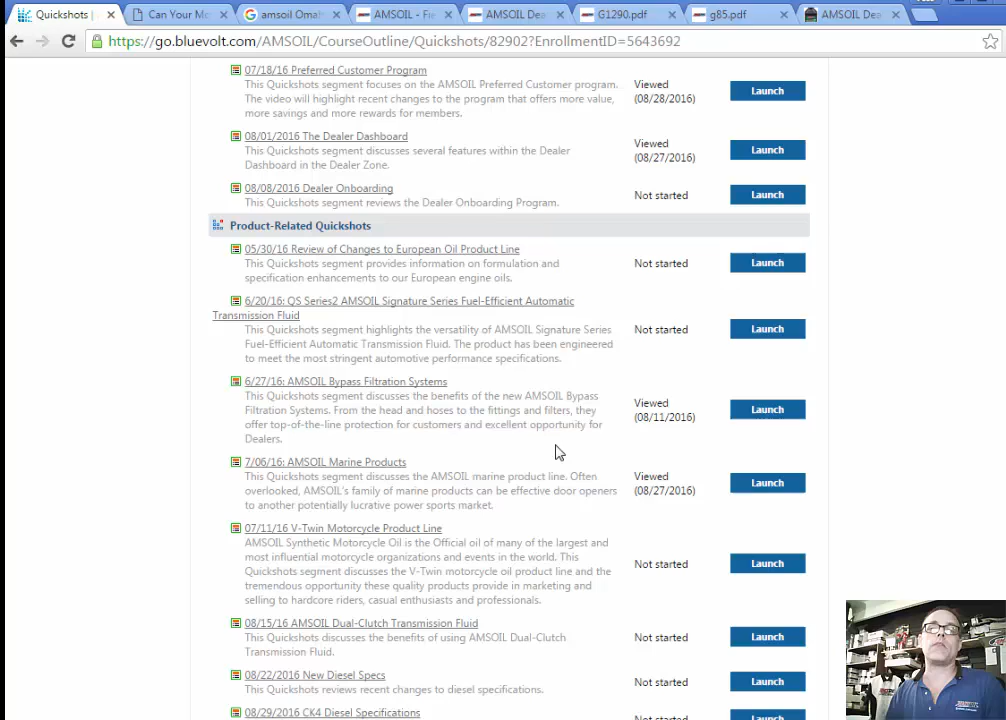 Quickshots |
Can Your Mo
amsoil Omah
AMSOIL - Fre
AMSOIL Dea
G1290.pdf
g85.pdf
AMSOIL Dea
https://go.bluevolt.com/AMSOIL/CourseOutline/Quickshots/82902?EnrollmentID=5643692
07/18/16 Preferred Customer Program
This Quickshots segment focuses on the AMSOIL Preferred Customer program.
The video will highlight recent changes to the program that offers more value,
more savings and more rewards for members.
Viewed
(08/28/2016)
Launch
08/01/2016 The Dealer Dashboard
This Quickshots segment discusses several features within the Dealer
Dashboard in the Dealer Zone.
Viewed
(08/27/2016)
Launch
08/08/2016 Dealer Onboarding
This Quickshots segment reviews the Dealer Onboarding Program.
Not started
Launch
Product-Related Quickshots
05/30/16 Review of Changes to European Oil Product Line
This Quickshots segment provides information on formulation and
specification enhancements to our European engine oils.
Not started
Launch
6/20/16: QS Series2 AMSOIL Signature Series Fuel-Efficient Automatic
Transmission Fluid
This Quickshots segment highlights the versatility of AMSOIL Signature Series
Fuel-Efficient Automatic Transmission Fluid. The product has been engineered
to meet the most stringent automotive performance specifications.
Not started
Launch
6/27/16: AMSOIL Bypass Filtration Systems
This Quickshots segment discusses the benefits of the new AMSOIL Bypass
Filtration Systems. From the head and hoses to the fittings and filters, they
offer top-of-the-line protection for customers and excellent opportunity for
Dealers.
Viewed
(08/11/2016)
Launch
7/06/16: AMSOIL Marine Products
This Quickshots segment discusses the AMSOIL marine product line. Often
overlooked, AMSOIL's family of marine products can be effective door openers
to another potentially lucrative power sports market.
Viewed
(08/27/2016)
Launch
07/11/16 V-Twin Motorcycle Product Line
AMSOIL Synthetic Motorcycle Oil is the Official oil of many of the largest and
most influential motorcycle organizations and events in the world. This
Quickshots segment discusses the V-Twin motorcycle oil product line and the
tremendous opportunity these quality products provide in marketing and
selling to hardcore riders, casual enthusiasts and professionals.
Not started
Launch
08/15/16 AMSOIL Dual-Clutch Transmission Fluid
This Quickshots discusses the benefits of using AMSOIL Dual-Clutch
Transmission Fluid.
Not started
Launch
08/22/2016 New Diesel Specs
This Quickshots reviews recent changes to diesel specifications.
Not started
Launch
08/29/2016 CK4 Diesel Specifications
Not started
Launch